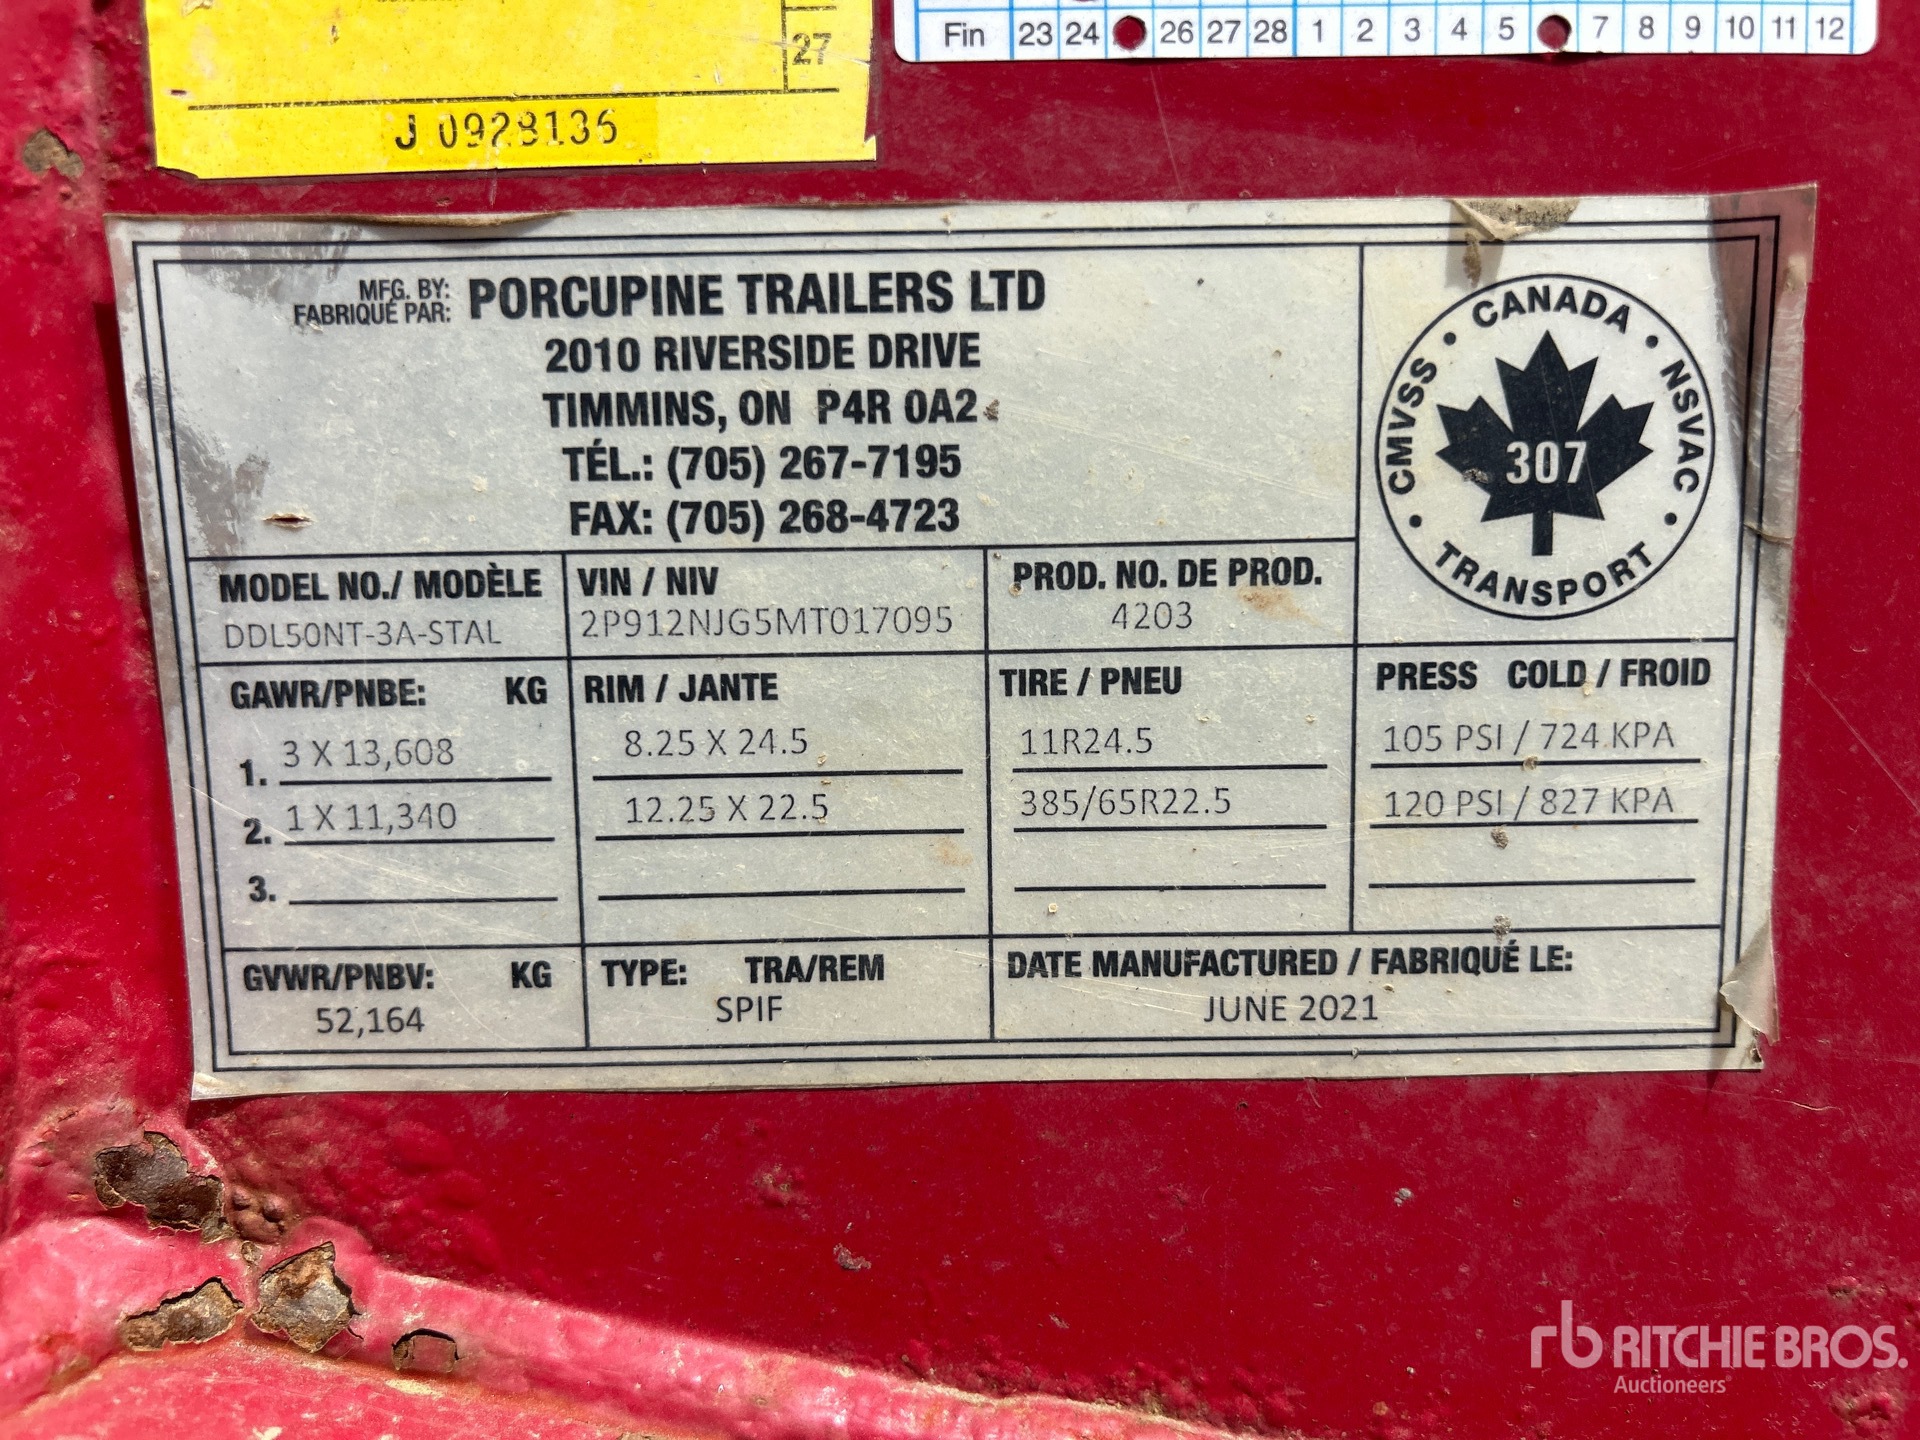 27
J 0928136
Fin 23 24 26 27 28 1 2 3 4 5 7 8 9 10 11 12
MFG. BY:
FABRIQUÉ PAR:
PORCUPINE TRAILERS LTD
2010 RIVERSIDE DRIVE
TIMMINS, ON P4R 0A2
TÉL.: (705) 267-7195
FAX: (705) 268-4723
CANADA • NSVAC • TRANSPORT • CMVSS •
307
MODEL NO./ MODÈLE
DDL50NT-3A-STAL
VIN / NIV
2P912NJG5MT017095
PROD. NO. DE PROD.
4203
GAWR/PNBE: KG
RIM / JANTE
TIRE / PNEU
PRESS COLD / FROID
1. 3 X 13,608 8.25 X 24.5 11R24.5 105 PSI / 724 KPA
2. 1 X 11,340 12.25 X 22.5 385/65R22.5 120 PSI / 827 KPA
3.
GVWR/PNBV: KG
52,164
TYPE: TRA/REM
SPIF
DATE MANUFACTURED / FABRIQUÉ LE:
JUNE 2021
rb RITCHIE BROS.
Auctioneers